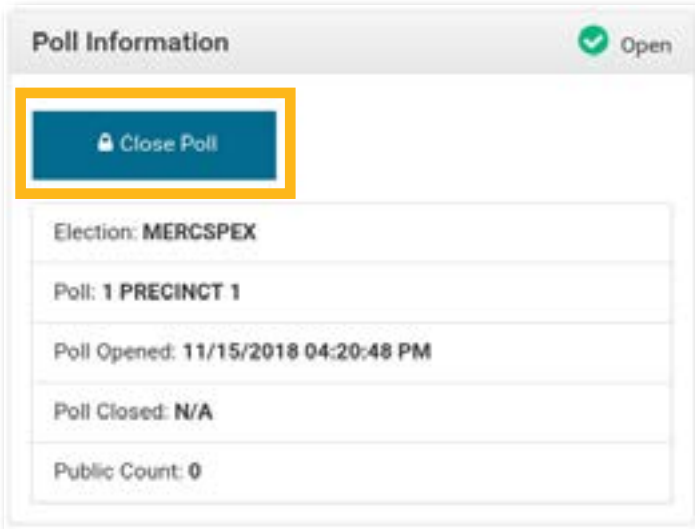 Poll Information
Open
Close Poll
Election: MERCSPEX
Poll: 1 PRECINCT 1
Poll Opened: 11/15/2018 04:20:48 PM
Poll Closed: N/A
Public Count: 0